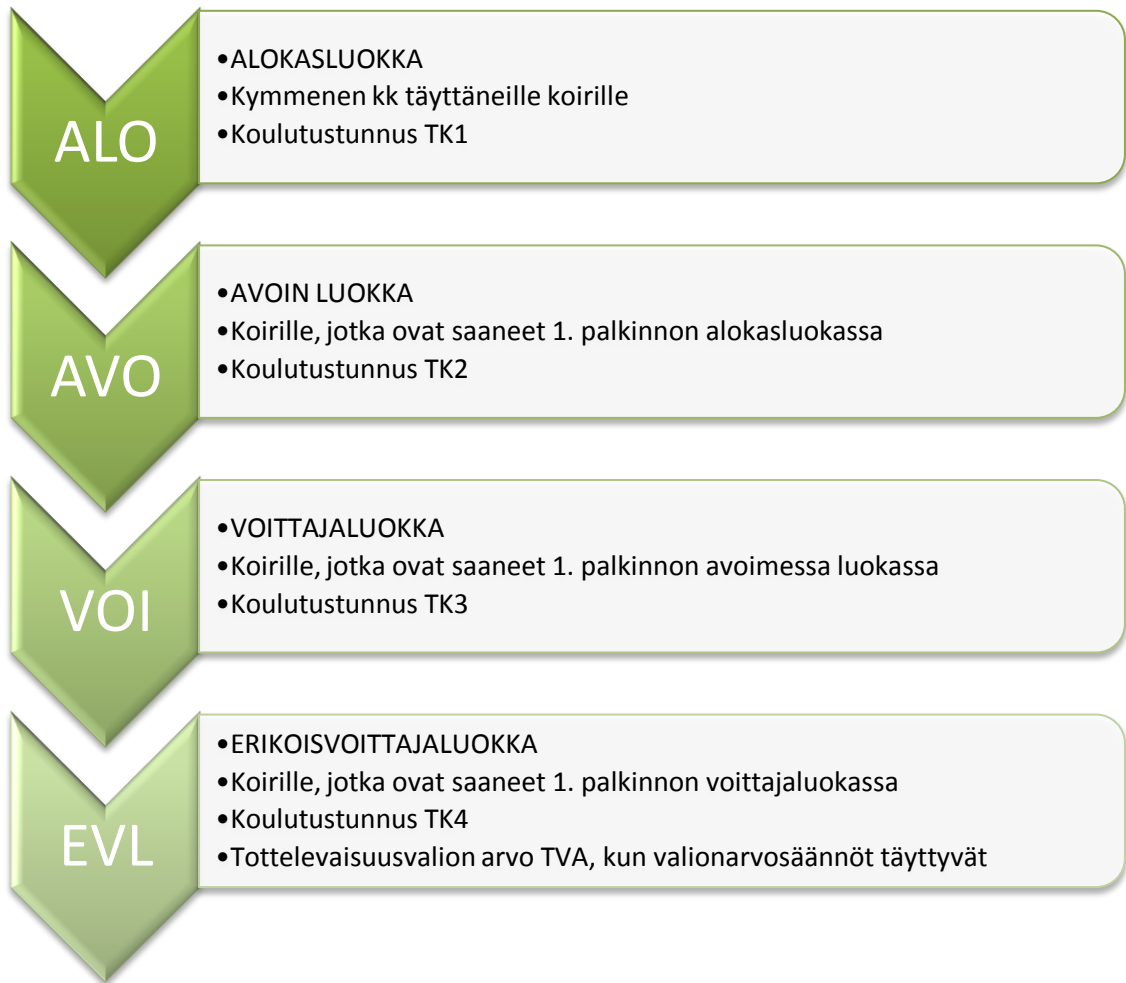 ALO
•ALOKASLUOKKA
•Kymmenen kk täyttäneille koirille
•Koulutustunnus TK1
AVO
•AVOIN LUOKKA
•Koirille, jotka ovat saaneet 1. palkinnon alokasluokassa
•Koulutustunnus TK2
VOI
•VOITTAJALUOKKA
•Koirille, jotka ovat saaneet 1. palkinnon avoimessa luokassa
•Koulutustunnus TK3
EVL
•ERIKOISVOITTAJALUOKKA
•Koirille, jotka ovat saaneet 1. palkinnon voittajaluokassa
•Koulutustunnus TK4
•Tottelevaisuusvalion arvo TVA, kun valionarvosäännöt täyttyvät